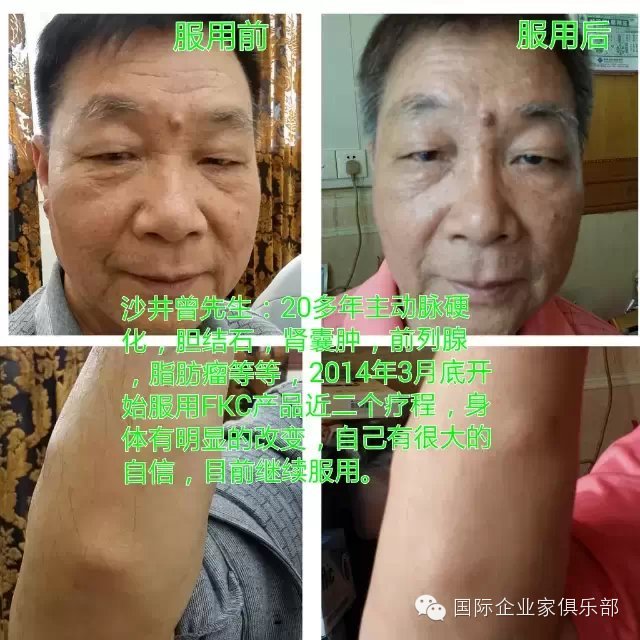 服用前
服用后
沙井曾先生：20多年主动脉硬
化，胆结石，肾囊肿，前列腺
，脂肪瘤等等，2014年3月底开
始服用FKC产品近二个疗程，身
体有明显的改变，自己有很大的
自信，目前继续服用。
国际企业家俱乐部